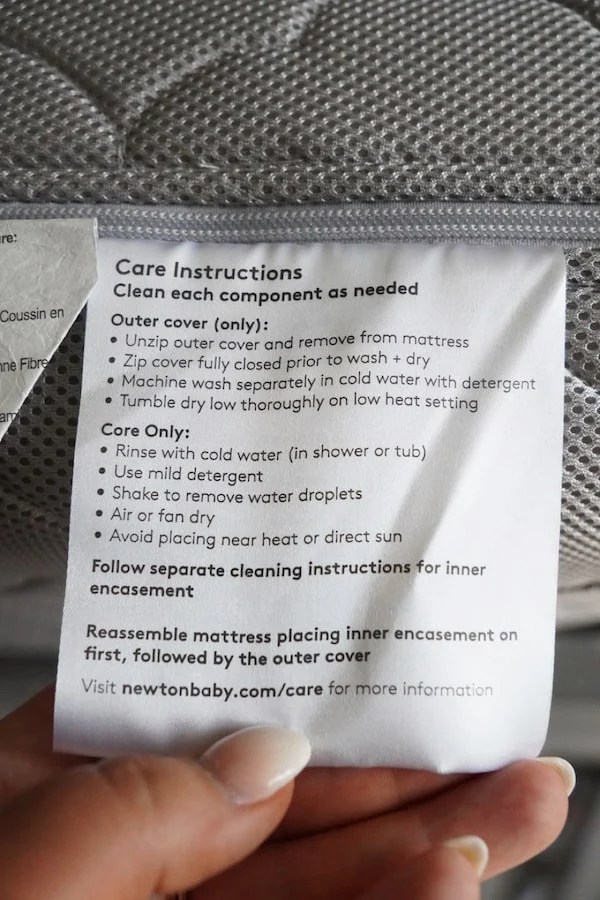 re:
Coussin en
Fibre
Care Instructions
Clean each component as needed
Outer cover (only):
• Unzip outer cover and remove from mattress
• Zip cover fully closed prior to wash + dry
• Machine wash separately in cold water with detergent
• Tumble dry low thoroughly on low heat setting
Core Only:
• Rinse with cold water (in shower or tub)
• Use mild detergent
• Shake to remove water droplets
• Air or fan dry
• Avoid placing near heat or direct sun
Follow separate cleaning instructions for inner
encasement
Reassemble mattress placing inner encasement on
first, followed by the outer cover
Visit newtonbaby.com/care for more information